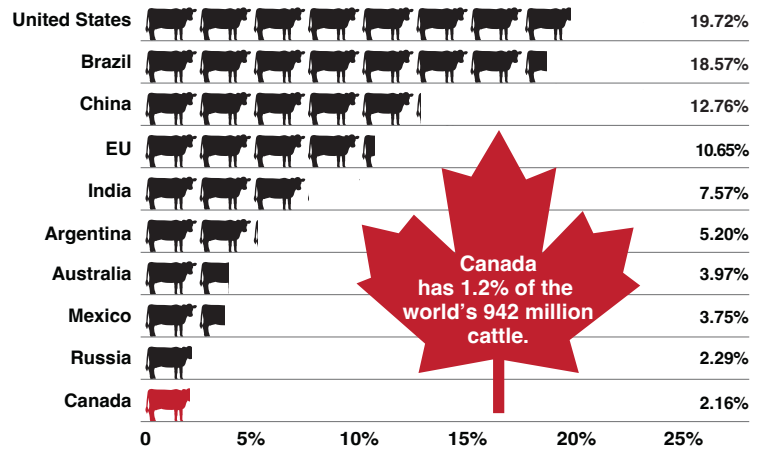 United States 19.72%
Brazil 18.57%
China 12.76%
EU 10.65%
India 7.57%
Argentina 5.20%
Australia 3.97%
Mexico 3.75%
Russia 2.29%
Canada 2.16%
Canada
has 1.2% of the
world's 942 million
cattle.
0 5% 10% 15% 20% 25%